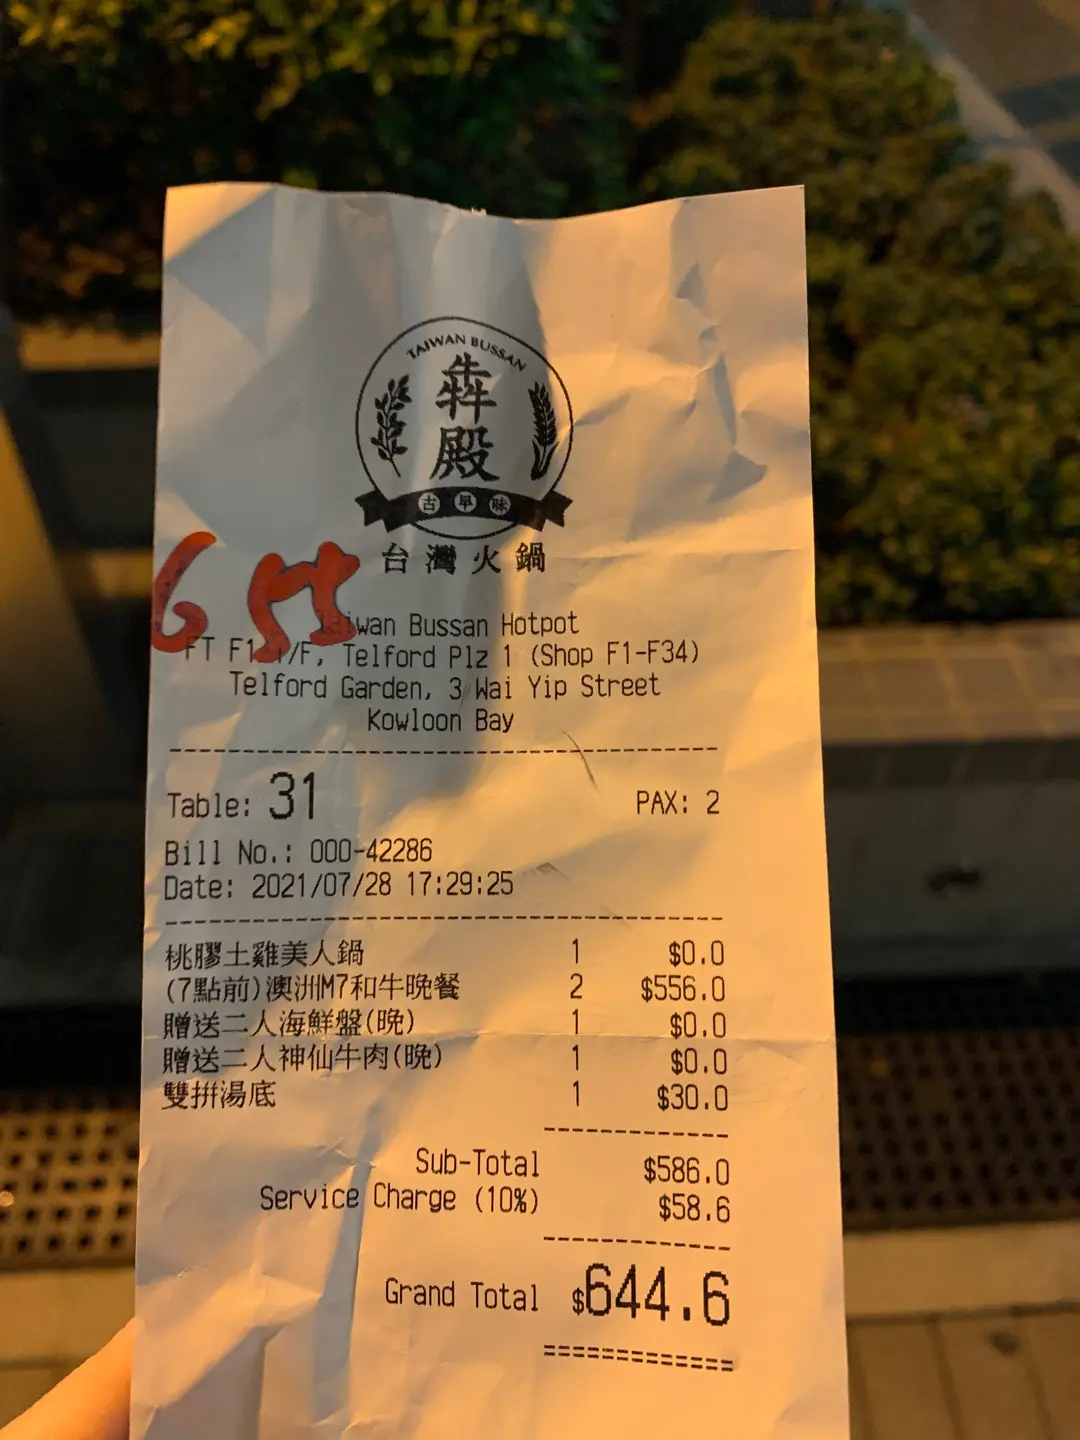 TAIWAN BUSSAN
犇殿
古早味
台灣火鍋
655
Taiwan Bussan Hotpot
FT F1 1/F, Telford Plz 1 (Shop F1-F34)
Telford Garden, 3 Wai Yip Street
Kowloon Bay
Table: 31 PAX: 2
Bill No.: 000-42286
Date: 2021/07/28 17:29:25
桃膠土雞美人鍋 1 $0.0
(7點前)澳洲M7和牛晚餐 2 $556.0
贈送二人海鮮盤(晚) 1 $0.0
贈送二人神仙牛肉(晚) 1 $0.0
雙拼湯底 1 $30.0
Sub-Total $586.0
Service Charge (10%) $58.6
Grand Total $644.6